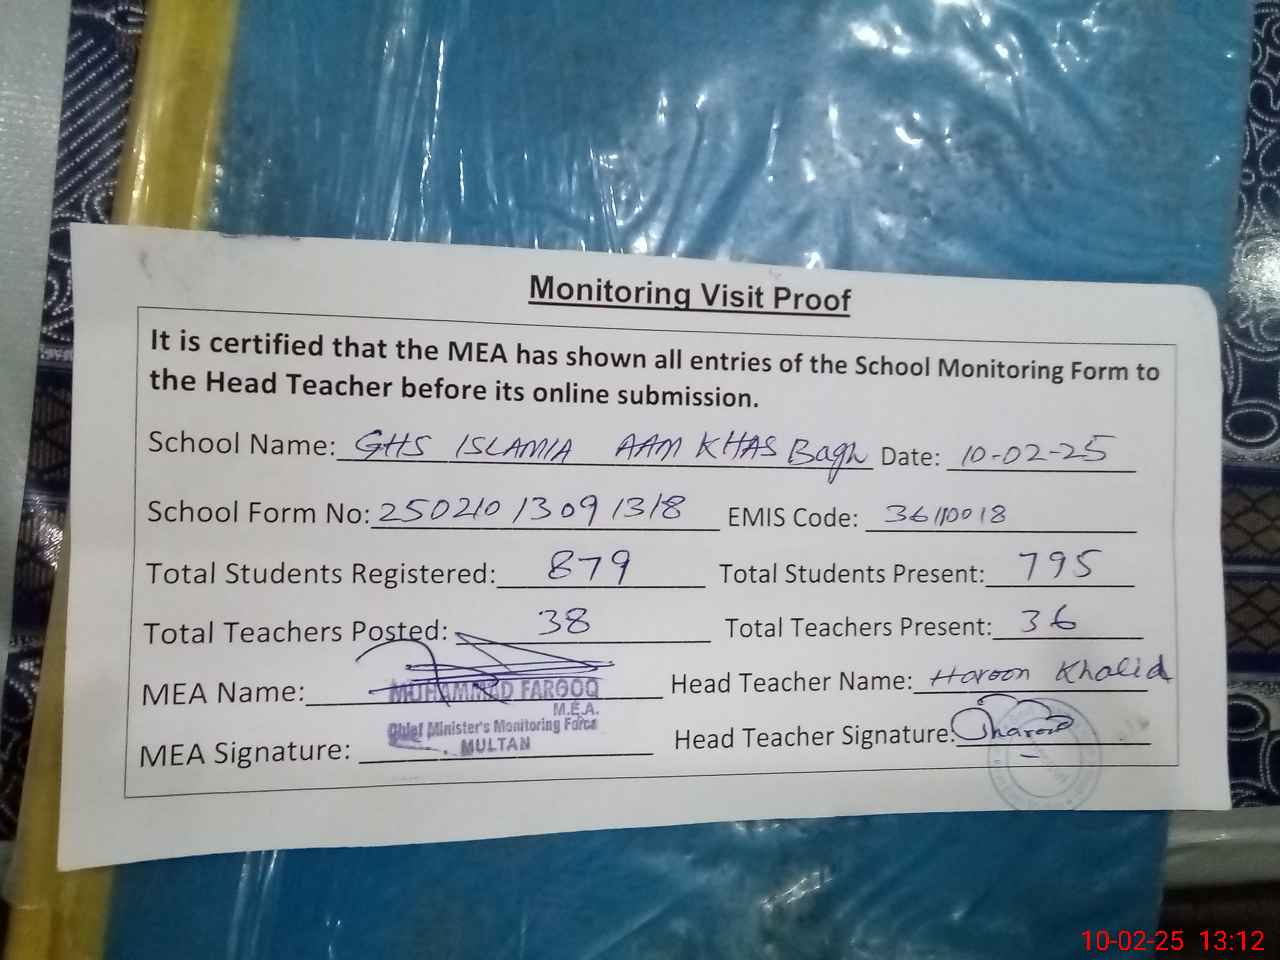 Monitoring Visit Proof
It is certified that the MEA has shown all entries of the School Monitoring Form to
the Head Teacher before its online submission.
School Name: GHS ISLAMIA AAM KHAS Bagh Date: 10-02-25
School Form No: 250210 1309 1318 EMIS Code: 36110018
Total Students Registered: 879 Total Students Present: 795
Total Teachers Posted: 38 Total Teachers Present: 36
MEA Name: MUHAMMAD FAROOQ Head Teacher Name: Haroon Khalid
M.E.A.
Chief Minister's Monitoring Force
MEA Signature: MULTAN Head Teacher Signature:
10-02-25 13:12